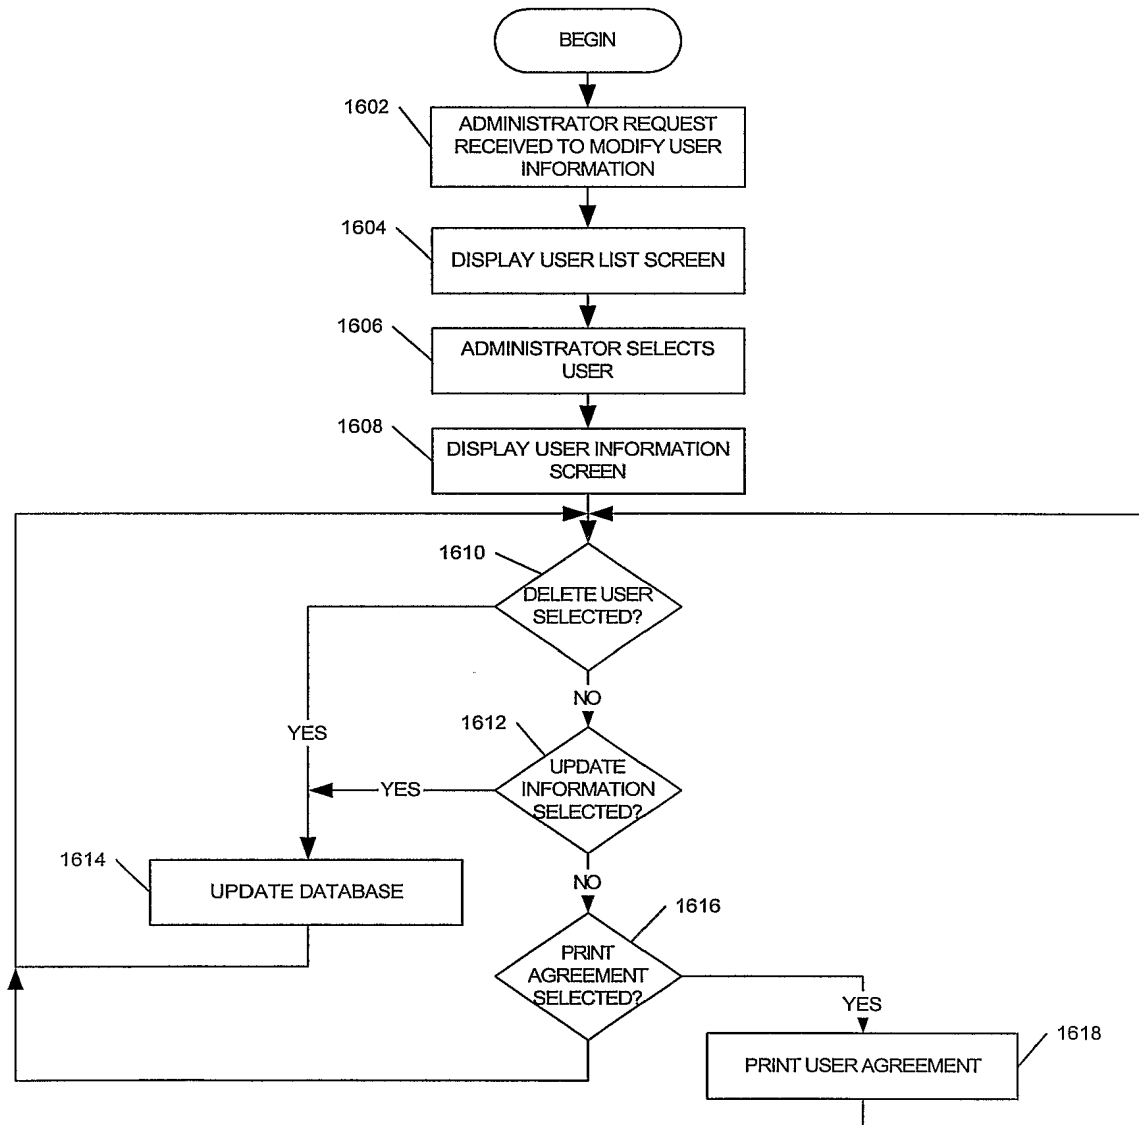 BEGIN
1602
ADMINISTRATOR REQUEST
RECEIVED TO MODIFY USER
INFORMATION
1604
DISPLAY USER LIST SCREEN
1606
ADMINISTRATOR SELECTS
USER
1608
DISPLAY USER INFORMATION
SCREEN
1610
DELETE USER
SELECTED?
NO
YES
1612
UPDATE
INFORMATION
SELECTED?
YES
1614
UPDATE DATABASE
NO
1616
PRINT
AGREEMENT
SELECTED?
YES
1618
PRINT USER AGREEMENT